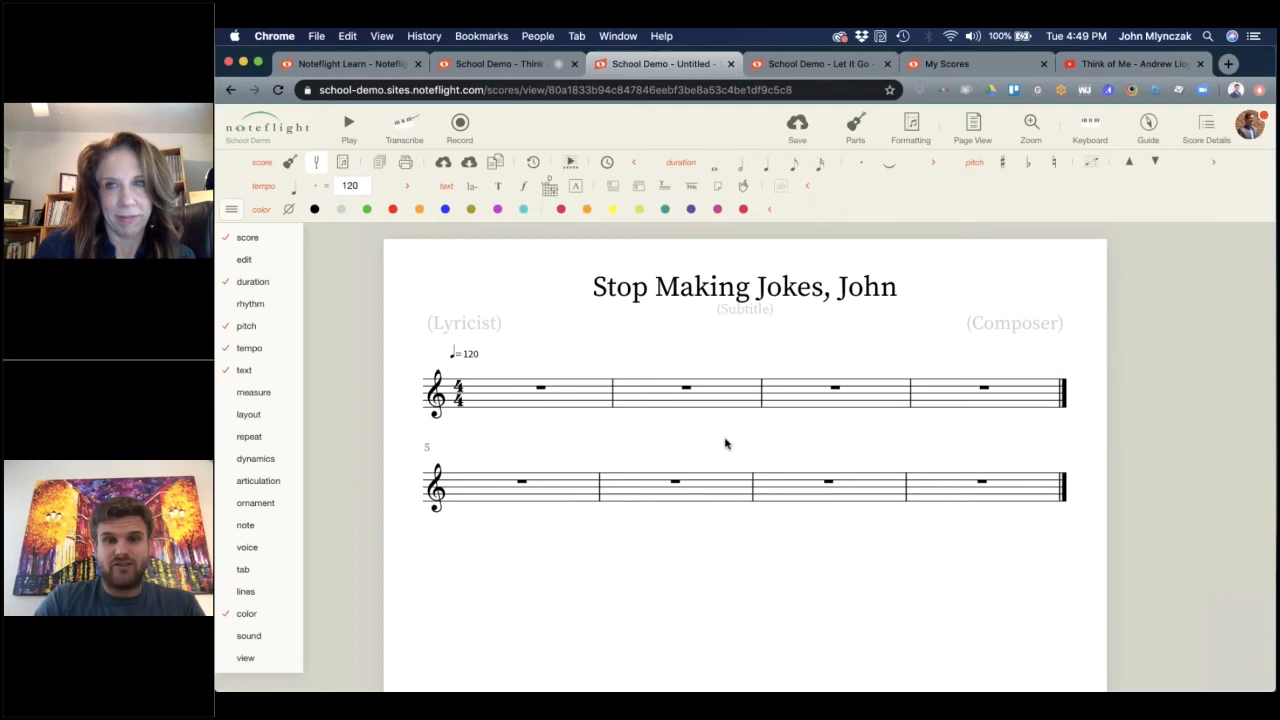 Chrome File Edit View History Bookmarks People Tab Window Help 100% Tue 4:49 PM John Mlynczak
Noteflight Learn - Noteflig × School Demo - Think × School Demo - Untitled - × School Demo - Let It Go - × My Scores × Think of Me - Andrew Llo ×
school-demo.sites.noteflight.com/scores/view/80a1833b94c847846eebf3be8a53c4be1df9c5c8
noteflight
School Demo
Play Transcribe Record Save Parts Formatting Page View Zoom Keyboard Guide Score Details
score duration pitch
tempo = 120 text la- T f D A Title ab
color
score
edit
duration
rhythm
pitch
tempo
text
measure
layout
repeat
dynamics
articulation
ornament
note
voice
tab
lines
color
sound
view
Stop Making Jokes, John
(Subtitle)
(Lyricist) (Composer)
=120
4
4
5